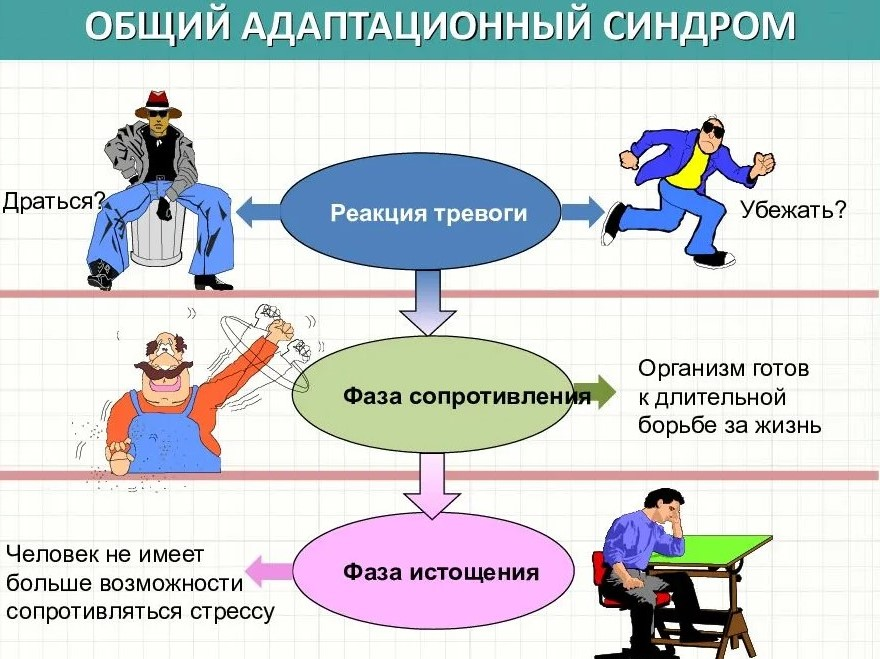 ОБЩИЙ АДАПТАЦИОННЫЙ СИНДРОМ
Драться?
Реакция тревоги
Убежать?
Фаза сопротивления
Организм готов
к длительной
борьбе за жизнь
Человек не имеет
больше возможности
сопротивляться стрессу
Фаза истощения